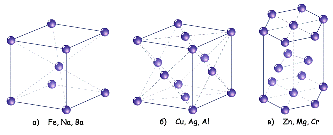 а) Fe, Na, Ba
б) Cu, Ag, Al
в) Zn, Mg, Cr